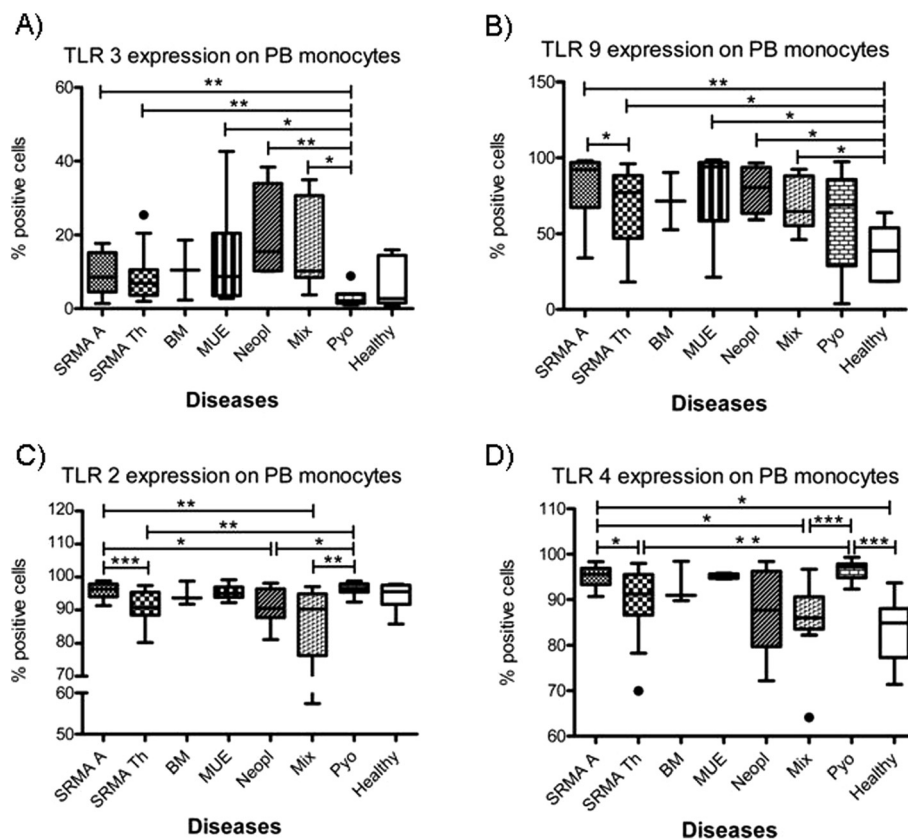 A)
TLR 3 expression on PB monocytes
60
40
20
0
% positive cells
**
**
*
**
*
SRMA A
SRMA Th
BM
MUE
Neopl
Mix
Pyo
Healthy
Diseases
B)
TLR 9 expression on PB monocytes
150
100
50
0
% positive cells
**
*
*
*
*
*
SRMA A
SRMA Th
BM
MUE
Neopl
Mix
Pyo
Healthy
Diseases
C)
TLR 2 expression on PB monocytes
120
110
100
90
80
70
60
50
% positive cells
**
**
*
*
***
**
SRMA A
SRMA Th
BM
MUE
Neopl
Mix
Pyo
Healthy
Diseases
D)
TLR 4 expression on PB monocytes
110
100
90
80
70
60
% positive cells
*
*
***
*
**
***
SRMA A
SRMA Th
BM
MUE
Neopl
Mix
Pyo
Healthy
Diseases